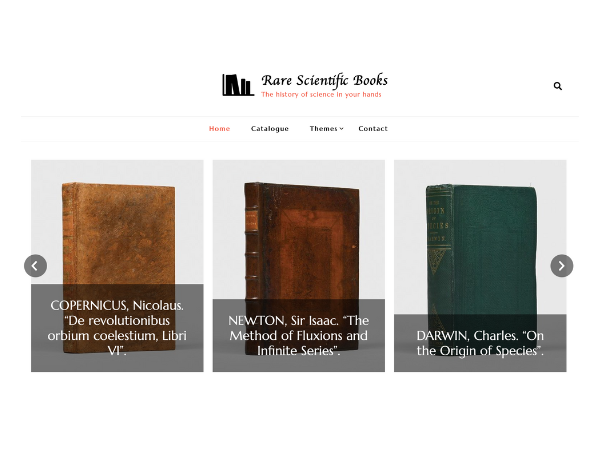 Rare Scientific Books
The history of science in your hands
Home Catalogue Themes Contact
COPERNICUS, Nicolaus.
“De revolutionibus
orbium coelestium, Libri
VI”.
NEWTON, Sir Isaac. “The
Method of Fluxions and
Infinite Series”.
DARWIN, Charles. “On
the Origin of Species”.